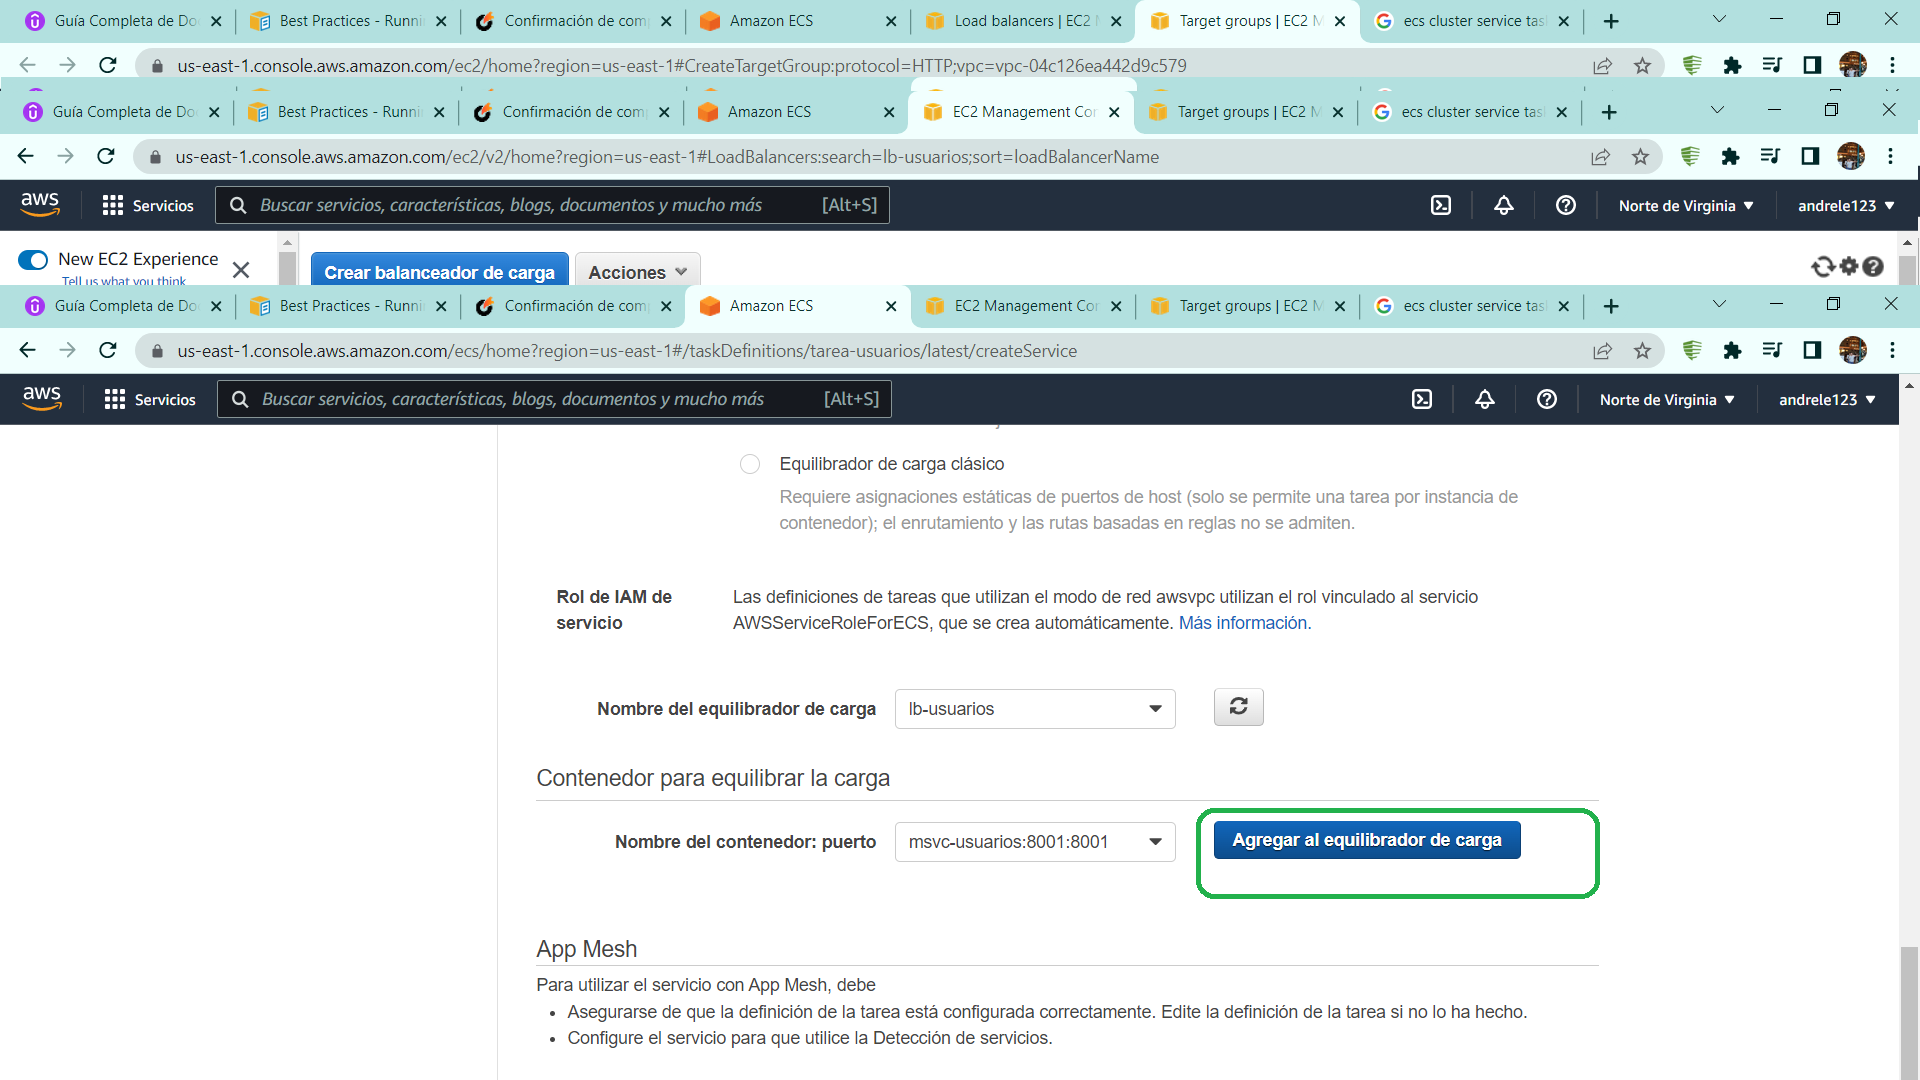 Guía Completa de Do
Best Practices - Runni
Confirmación de com
Amazon ECS
Load balancers | EC2
Target groups | EC2 M
ecs cluster service tas
us-east-1.console.aws.amazon.com/ec2/home?region=us-east-1#CreateTargetGroup:protocol=HTTP;vpc=vpc-04c126ea442d9c579
Guía Completa de Do
Best Practices - Runni
Confirmación de com
Amazon ECS
EC2 Management Con
Target groups | EC2 M
ecs cluster service tas
us-east-1.console.aws.amazon.com/ec2/v2/home?region=us-east-1#LoadBalancers:search=lb-usuarios;sort=loadBalancerName
aws
Servicios
Buscar servicios, características, blogs, documentos y mucho más
[Alt+S]
Norte de Virginia
andrele123
New EC2 Experience
Tell us what you think
Crear balanceador de carga
Acciones
Guía Completa de Do
Best Practices - Runni
Confirmación de com
Amazon ECS
EC2 Management Con
Target groups | EC2 M
ecs cluster service tas
us-east-1.console.aws.amazon.com/ecs/home?region=us-east-1#/taskDefinitions/tarea-usuarios/latest/createService
aws
Servicios
Buscar servicios, características, blogs, documentos y mucho más
[Alt+S]
Norte de Virginia
andrele123
Equilibrador de carga clásico
Requiere asignaciones estáticas de puertos de host (solo se permite una tarea por instancia de
contenedor); el enrutamiento y las rutas basadas en reglas no se admiten.
Rol de IAM de
servicio
Las definiciones de tareas que utilizan el modo de red awsvpc utilizan el rol vinculado al servicio
AWSServiceRoleForECS, que se crea automáticamente. Más información.
Nombre del equilibrador de carga
lb-usuarios
Contenedor para equilibrar la carga
Nombre del contenedor: puerto
msvc-usuarios:8001:8001
Agregar al equilibrador de carga
App Mesh
Para utilizar el servicio con App Mesh, debe
• Asegurarse de que la definición de la tarea está configurada correctamente. Edite la definición de la tarea si no lo ha hecho.
• Configure el servicio para que utilice la Detección de servicios.